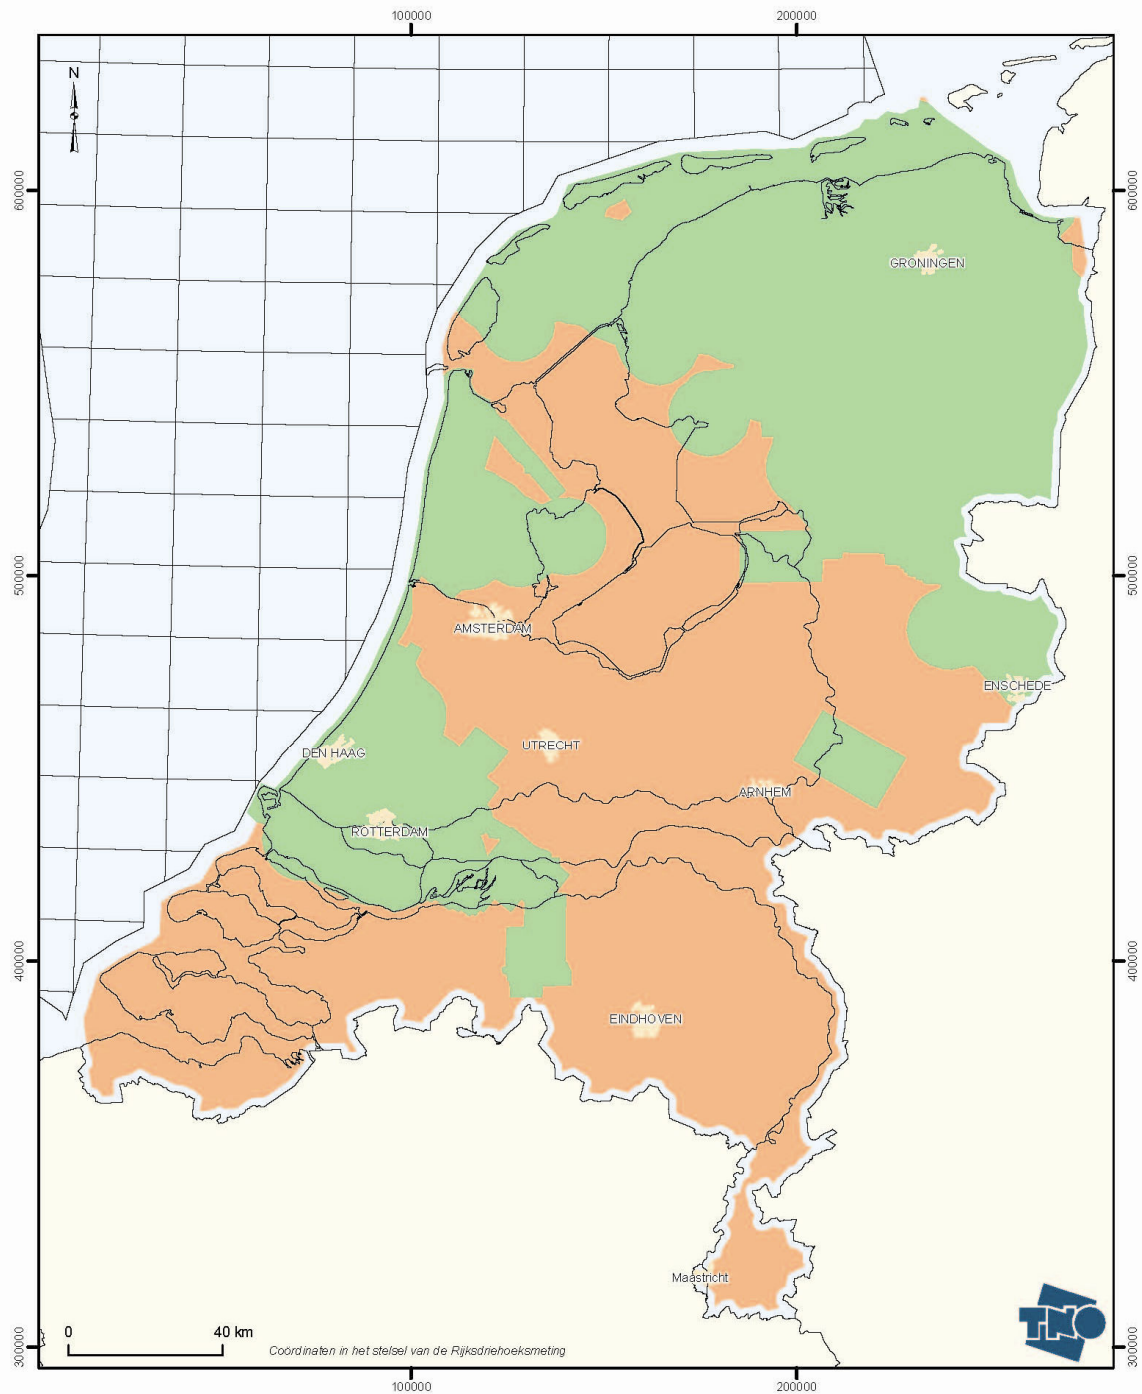 100000
200000
N
600000
600000
GRONINGEN
500000
500000
AMSTERDAM
ENSCHEDE
DEN HAAG
UTRECHT
ARNHEM
ROTTERDAM
400000
400000
EINDHOVEN
Maastricht
TNO
0
40 km
Coördinaten in het stelsel van de Rijksdriehoeksmeting
300000
300000
100000
200000